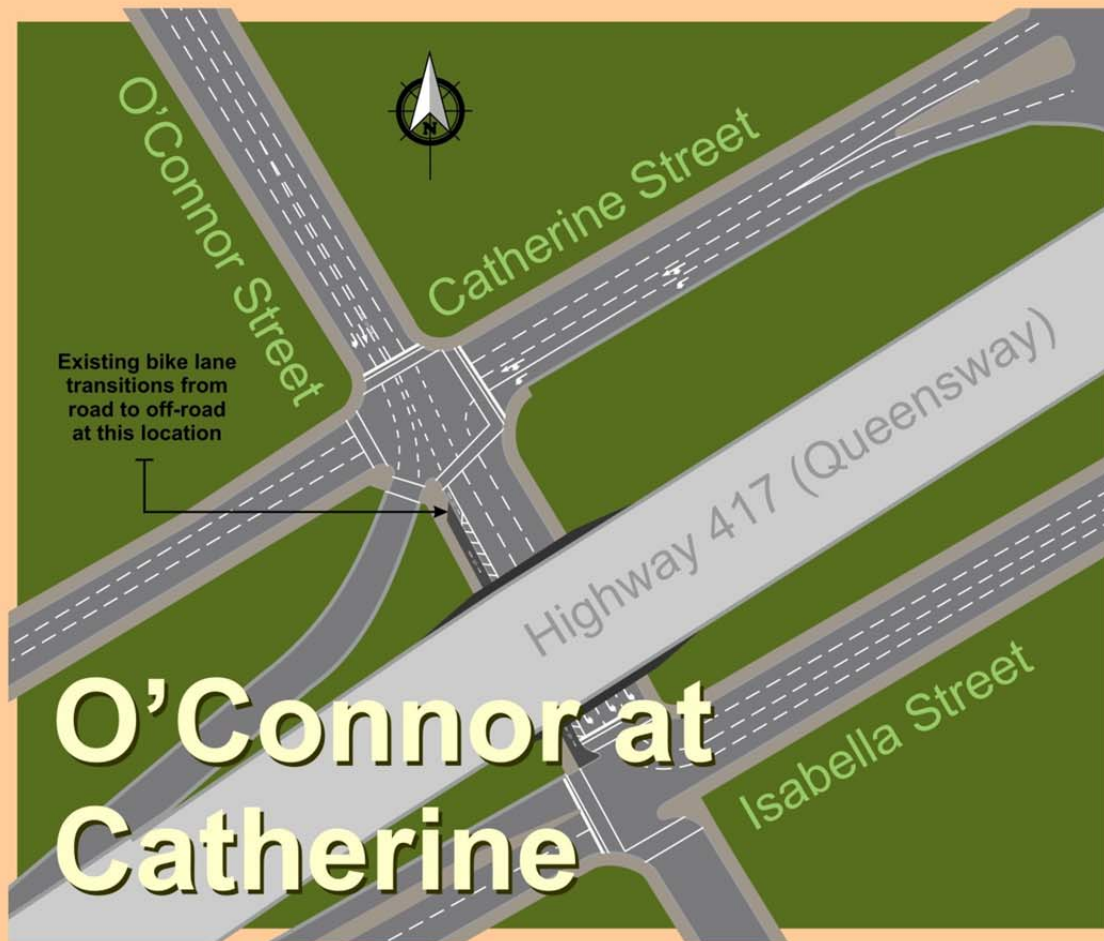 O'Connor Street
N
Catherine Street
Existing bike lane
transitions from
road to off-road
at this location
Highway 417 (Queensway)
Isabella Street
O'Connor at
Catherine